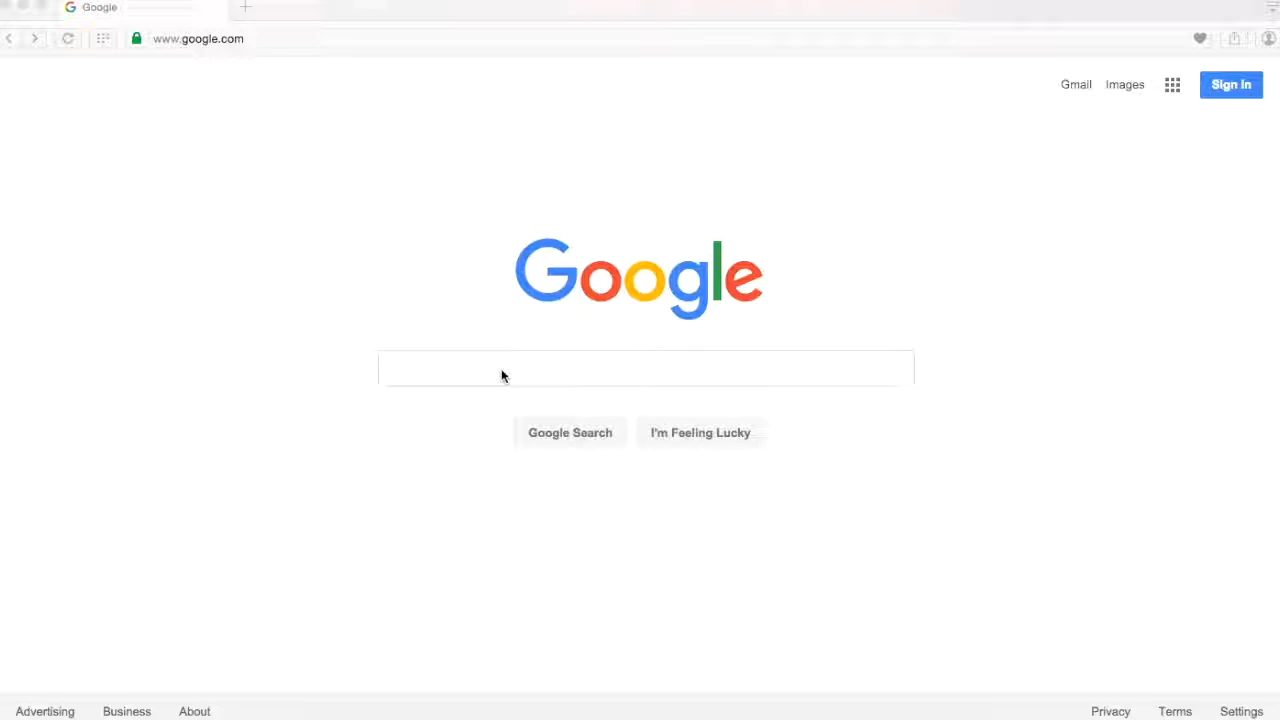 Google
www.google.com
Gmail Images Sign in
Google
Google Search I'm Feeling Lucky
Advertising Business About Privacy Terms Settings